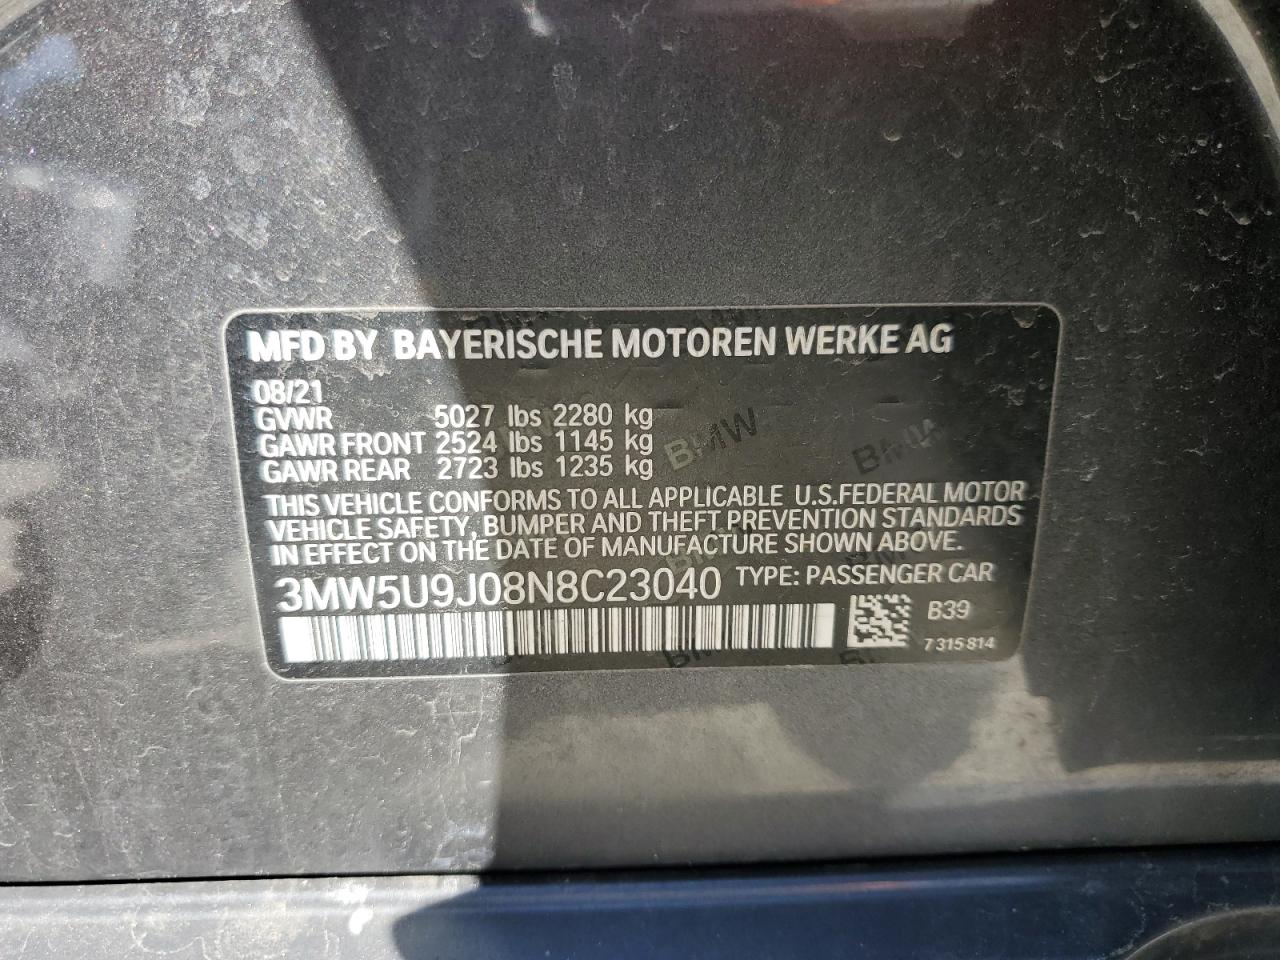 MFD BY BAYERISCHE MOTOREN WERKE AG
08/21
GVWR 5027 lbs 2280 kg
GAWR FRONT 2524 lbs 1145 kg
GAWR REAR 2723 lbs 1235 kg
THIS VEHICLE CONFORMS TO ALL APPLICABLE U.S.FEDERAL MOTOR
VEHICLE SAFETY, BUMPER AND THEFT PREVENTION STANDARDS
IN EFFECT ON THE DATE OF MANUFACTURE SHOWN ABOVE.
3MW5U9J08N8C23040 TYPE: PASSENGER CAR
B39
7 315 814
BMW
BMW
BMW